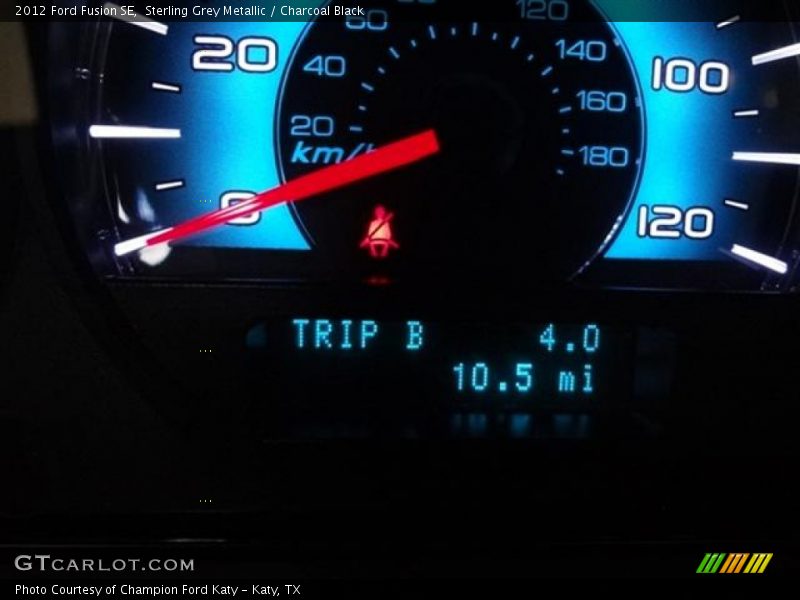 2012 Ford Fusion SE, Sterling Grey Metallic / Charcoal Black
60
120
20
40
140
100
160
20
km/h
180
0
120
TRIP B 4.0
10.5 mi
GTCARLOT.COM
Photo Courtesy of Champion Ford Katy - Katy, TX